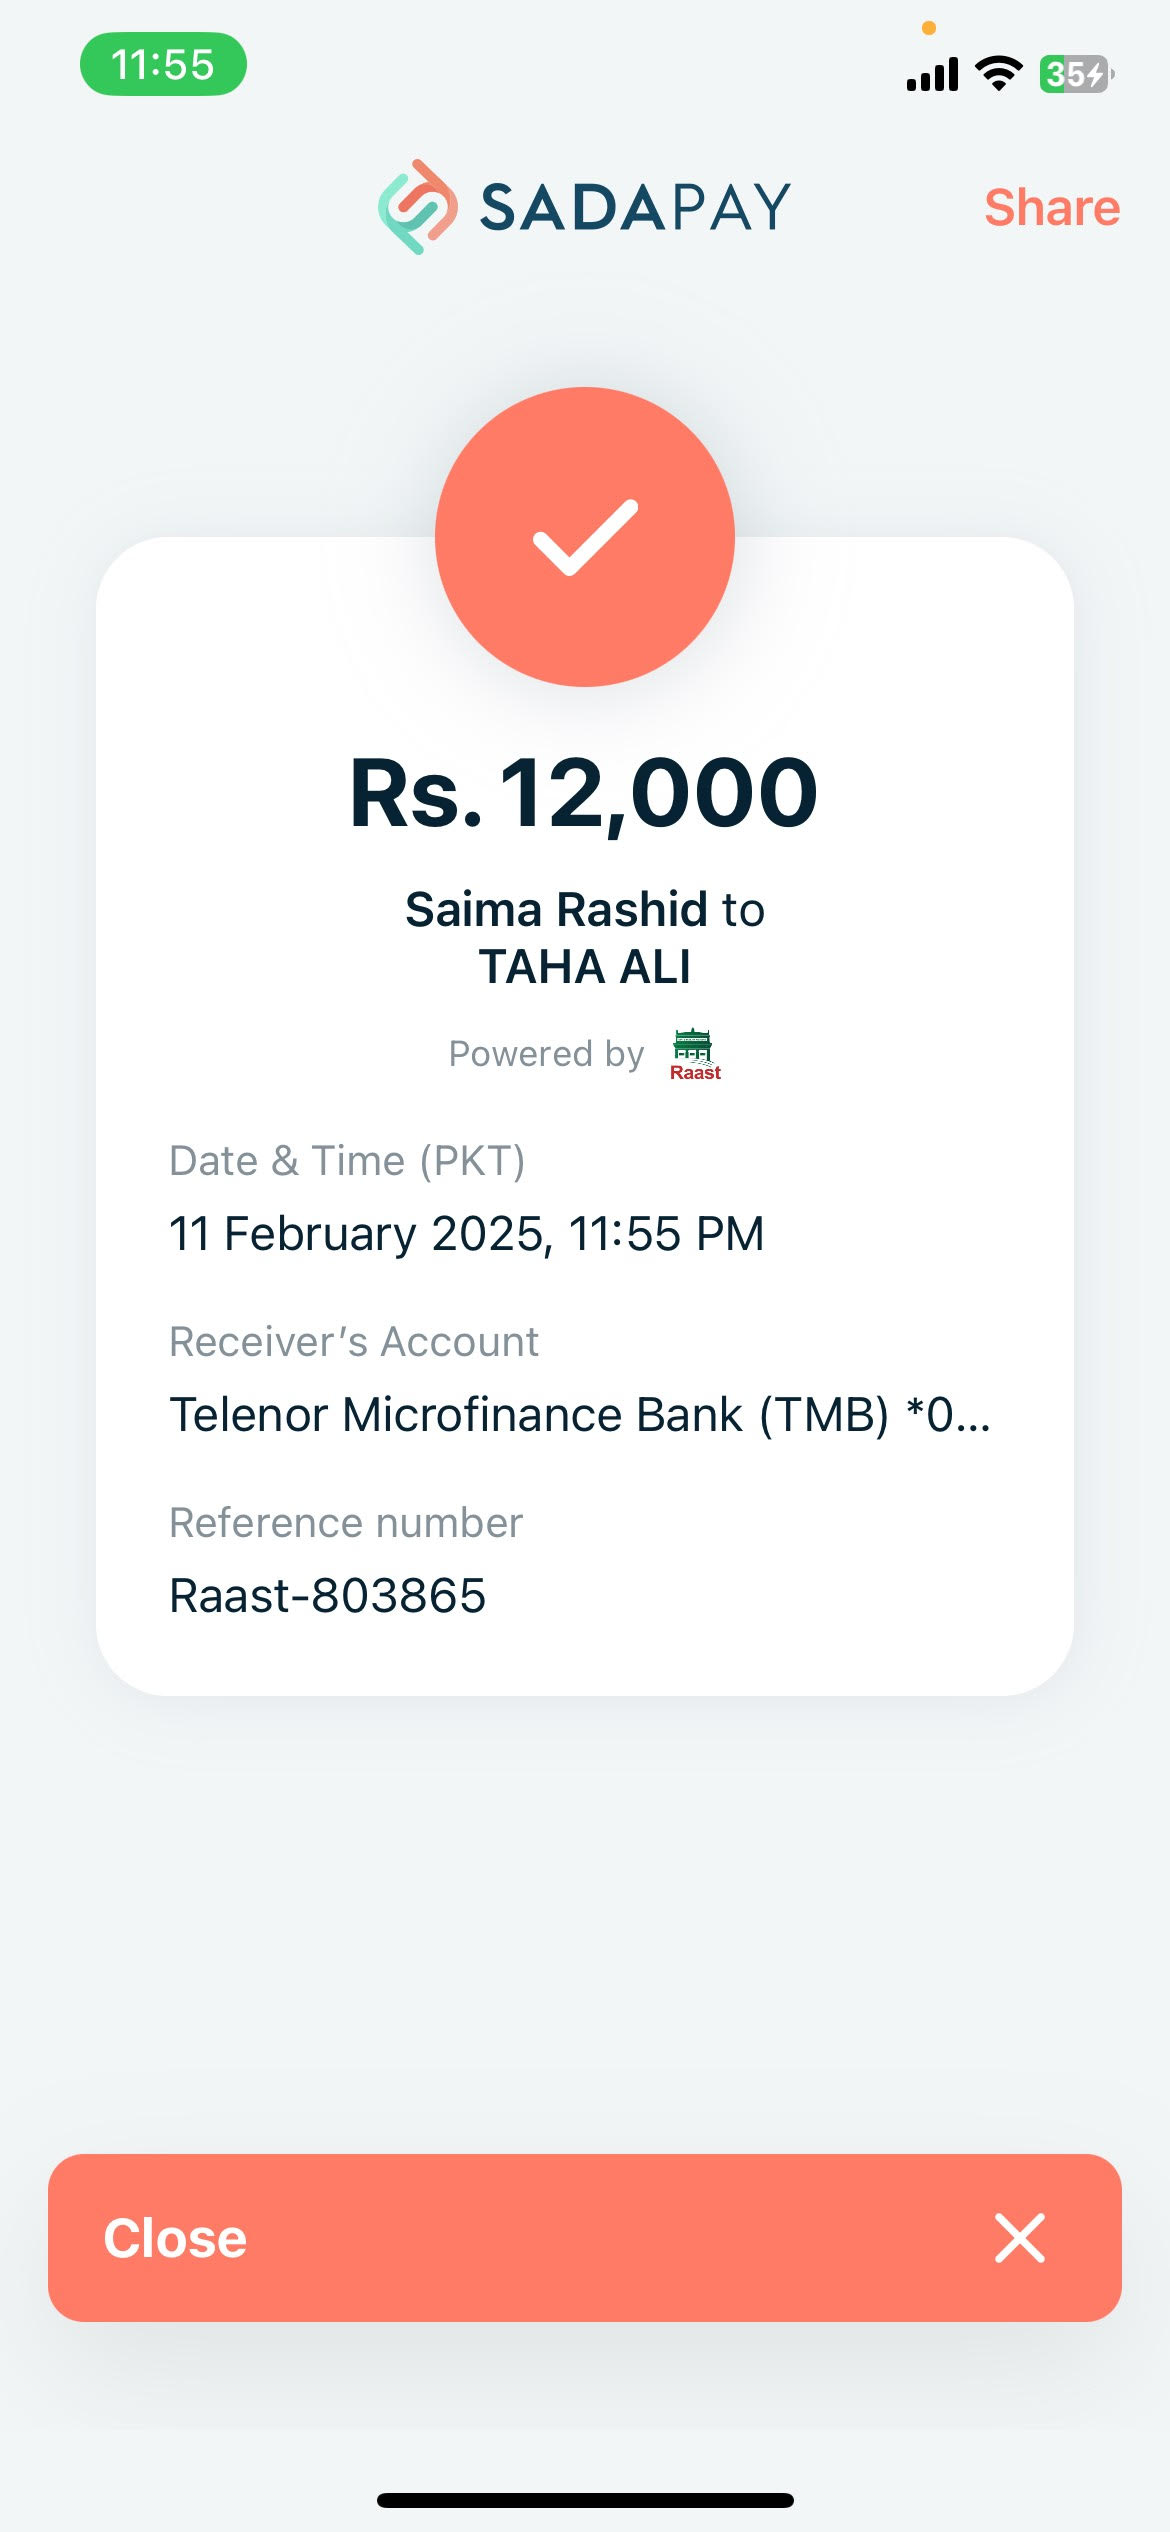 11:55
35
SADAPAY
Share
Rs. 12,000
Saima Rashid to
TAHA ALI
Powered by Raast
Date & Time (PKT)
11 February 2025, 11:55 PM
Receiver’s Account
Telenor Microfinance Bank (TMB) *0...
Reference number
Raast-803865
Close